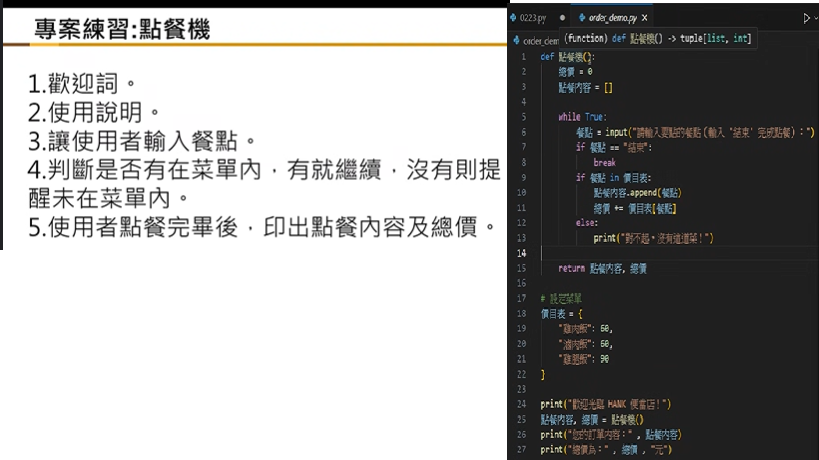 專案練習:點餐機
1.歡迎詞。
2.使用說明。
3.讓使用者輸入餐點。
4.判斷是否有在菜單內，有就繼續，沒有則提
醒未在菜單內。
5.使用者點餐完畢後，印出點餐內容及總價。
0223.py
order_demo.py
order_dem
(function) def 點餐機() -> tuple[list, int]
1 def 點餐機():
2 總價 = 0
3 點餐內容 = []
4
5 while True:
6 餐點 = input("請輸入要點的餐點（輸入 '結束' 完成點餐）：")
7 if 餐點 == "結束":
8 break
9 if 餐點 in 價目表:
10 點餐內容.append(餐點)
11 總價 += 價目表[餐點]
12 else:
13 print("對不起，沒有這道菜！")
14
15 return 點餐內容, 總價
16
17 # 設定菜單
18 價目表 = {
19 "雞肉飯": 60,
20 "滷肉飯": 60,
21 "雞腿飯": 90
22 }
23
24 print("歡迎光臨 HANK 便當店！")
25 點餐內容, 總價 = 點餐機()
26 print("您的訂單內容：" , 點餐內容)
27 print("總價為：" , 總價 , "元")